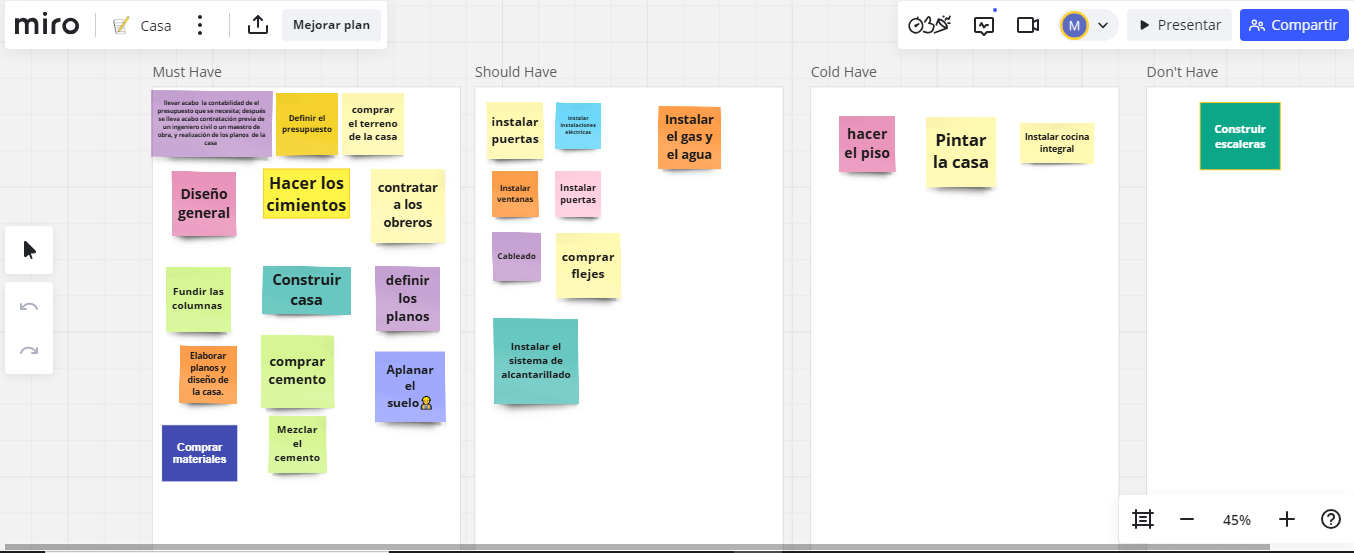 miro
Casa
Mejorar plan
M
Presentar
Compartir
Must Have
Should Have
Cold Have
Don't Have
llevar acabo la contabilidad de el
presupuesto que se necesita; después
se lleva acabo contratación previa de
un ingeniero civil o un maestro de
obra, y realización de los planos de la
casa
Definir el
presupuesto
comprar
el terreno
de la casa
Diseño
general
Hacer los
cimientos
contratar
a los
obreros
Fundir las
columnas
Construir
casa
definir
los
planos
Elaborar
planos y
diseño de
la casa.
comprar
cemento
Aplanar
el
suelo👷
Comprar
materiales
Mezclar
el
cemento
instalar
puertas
instalar
instalaciones
eléctricas
Instalar
el gas y
el agua
Instalar
ventanas
Instalar
puertas
Cableado
comprar
flejes
Instalar el
sistema de
alcantarillado
hacer
el piso
Pintar
la casa
Instalar cocina
integral
Construir
escaleras
45%